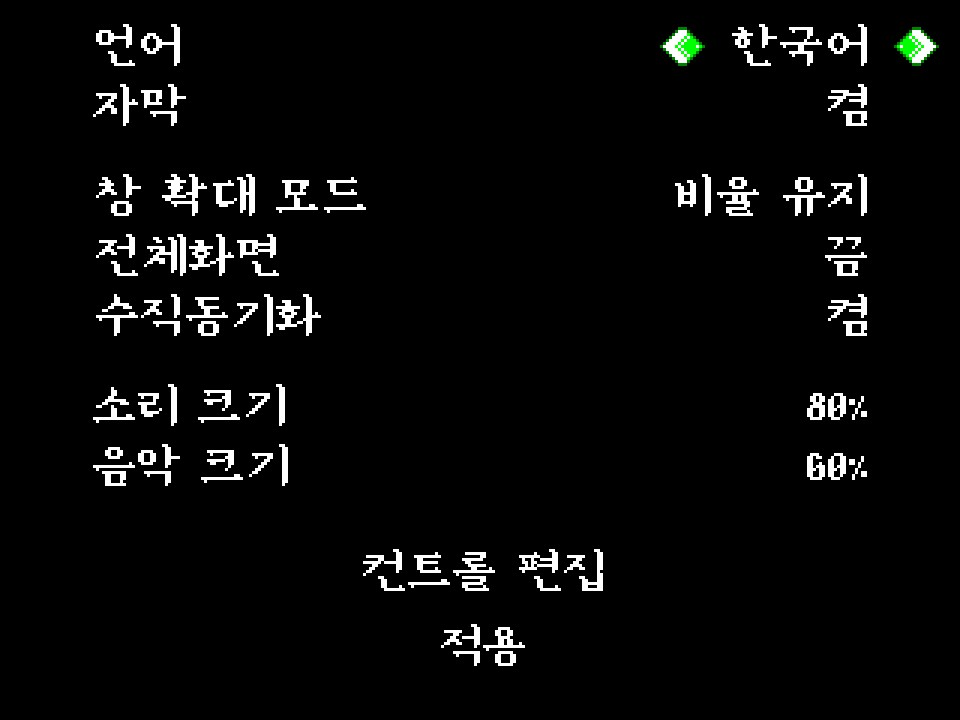 언어 한국어
자막 켬
창 확대 모드 비율 유지
전체화면 끔
수직동기화 켬
소리 크기 80%
음악 크기 60%
컨트롤 편집
적용